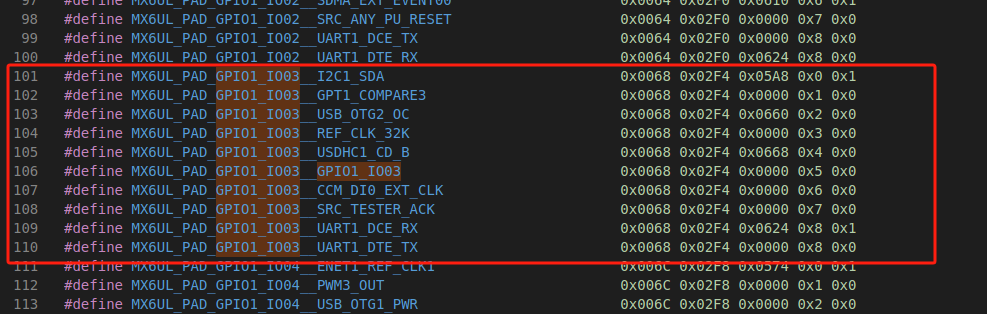 97 #define MX6UL_PAD_GPIO1_IO02__SDMA_EXT_EVENT00 0x0064 0x02F0 0x0610 0x6 0x1
98 #define MX6UL_PAD_GPIO1_IO02__SRC_ANY_PU_RESET 0x0064 0x02F0 0x0000 0x7 0x0
99 #define MX6UL_PAD_GPIO1_IO02__UART1_DCE_TX 0x0064 0x02F0 0x0000 0x8 0x0
100 #define MX6UL_PAD_GPIO1_IO02__UART1_DTE_RX 0x0064 0x02F0 0x0624 0x8 0x0
101 #define MX6UL_PAD_GPIO1_IO03__I2C1_SDA 0x0068 0x02F4 0x05A8 0x0 0x1
102 #define MX6UL_PAD_GPIO1_IO03__GPT1_COMPARE3 0x0068 0x02F4 0x0000 0x1 0x0
103 #define MX6UL_PAD_GPIO1_IO03__USB_OTG2_OC 0x0068 0x02F4 0x0660 0x2 0x0
104 #define MX6UL_PAD_GPIO1_IO03__REF_CLK_32K 0x0068 0x02F4 0x0000 0x3 0x0
105 #define MX6UL_PAD_GPIO1_IO03__USDHC1_CD_B 0x0068 0x02F4 0x0668 0x4 0x0
106 #define MX6UL_PAD_GPIO1_IO03__GPIO1_IO03 0x0068 0x02F4 0x0000 0x5 0x0
107 #define MX6UL_PAD_GPIO1_IO03__CCM_DI0_EXT_CLK 0x0068 0x02F4 0x0000 0x6 0x0
108 #define MX6UL_PAD_GPIO1_IO03__SRC_TESTER_ACK 0x0068 0x02F4 0x0000 0x7 0x0
109 #define MX6UL_PAD_GPIO1_IO03__UART1_DCE_RX 0x0068 0x02F4 0x0624 0x8 0x1
110 #define MX6UL_PAD_GPIO1_IO03__UART1_DTE_TX 0x0068 0x02F4 0x0000 0x8 0x0
111 #define MX6UL_PAD_GPIO1_IO04__ENET1_REF_CLK1 0x006C 0x02F8 0x0574 0x0 0x1
112 #define MX6UL_PAD_GPIO1_IO04__PWM3_OUT 0x006C 0x02F8 0x0000 0x1 0x0
113 #define MX6UL_PAD_GPIO1_IO04__USB_OTG1_PWR 0x006C 0x02F8 0x0000 0x2 0x0